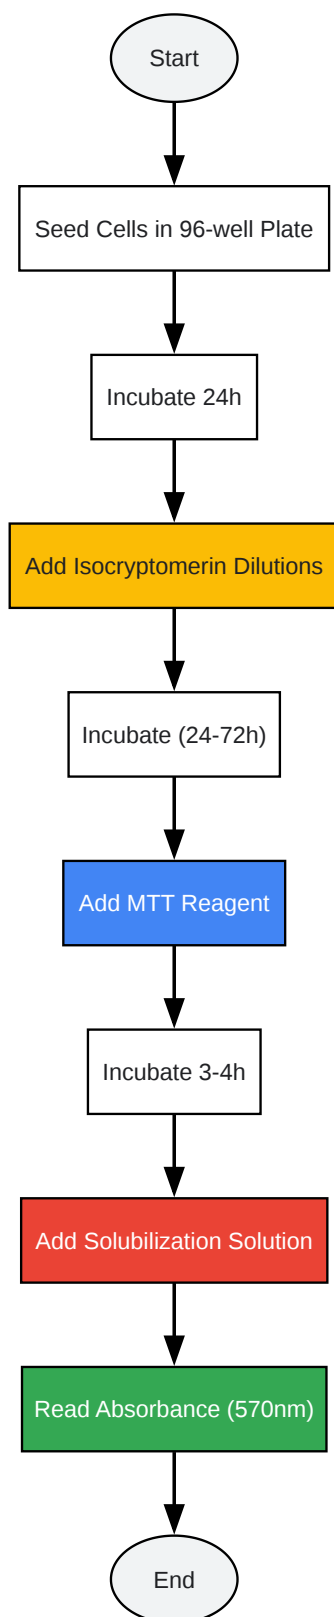 Start
Seed Cells in 96-well Plate
Incubate 24h
Add Isocryptomerin Dilutions
Incubate (24-72h)
Add MTT Reagent
Incubate 3-4h
Add Solubilization Solution
Read Absorbance (570nm)
End